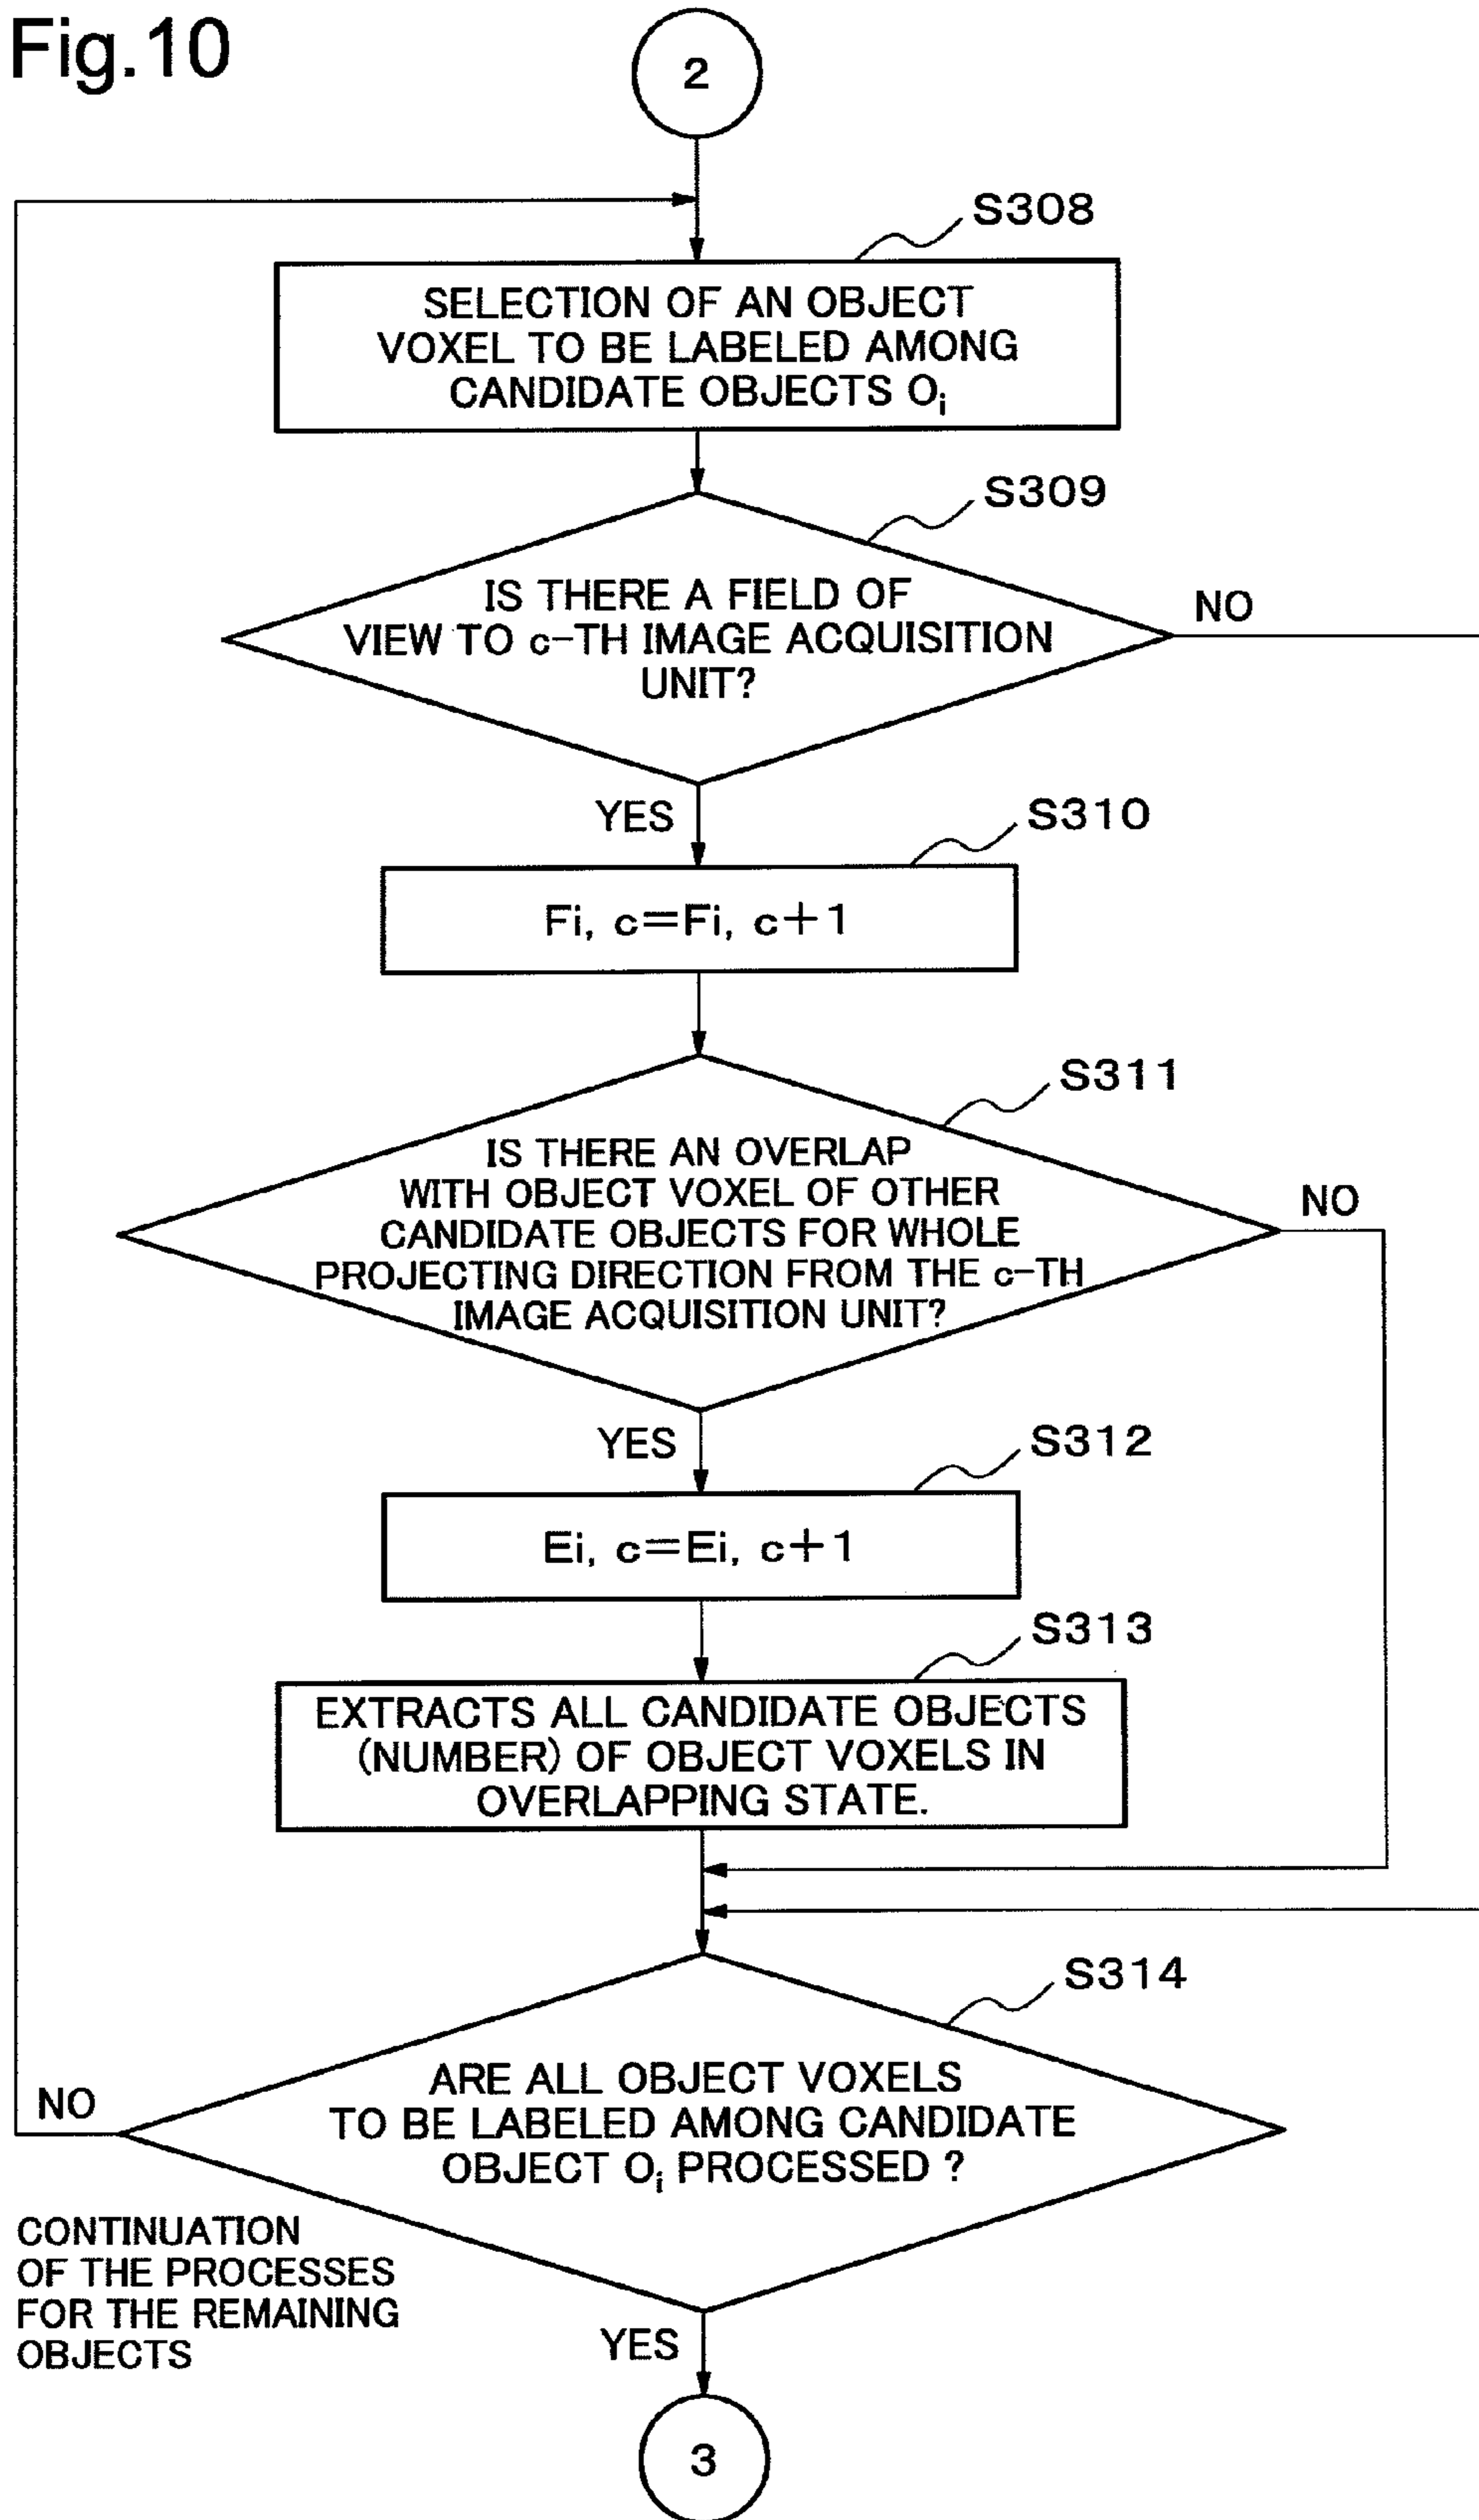 Fig.10
2
S308
SELECTION OF AN OBJECT
VOXEL TO BE LABELED AMONG
CANDIDATE OBJECTS Oi
S309
IS THERE A FIELD OF
VIEW TO c-TH IMAGE ACQUISITION
UNIT?
NO
YES
S310
Fi, c=Fi, c+1
S311
IS THERE AN OVERLAP
WITH OBJECT VOXEL OF OTHER
CANDIDATE OBJECTS FOR WHOLE
PROJECTING DIRECTION FROM THE c-TH
IMAGE ACQUISITION UNIT?
NO
YES
S312
Ei, c=Ei, c+1
S313
EXTRACTS ALL CANDIDATE OBJECTS
(NUMBER) OF OBJECT VOXELS IN
OVERLAPPING STATE.
S314
ARE ALL OBJECT VOXELS
TO BE LABELED AMONG CANDIDATE
OBJECT Oi PROCESSED ?
NO
CONTINUATION
OF THE PROCESSES
FOR THE REMAINING
OBJECTS
YES
3